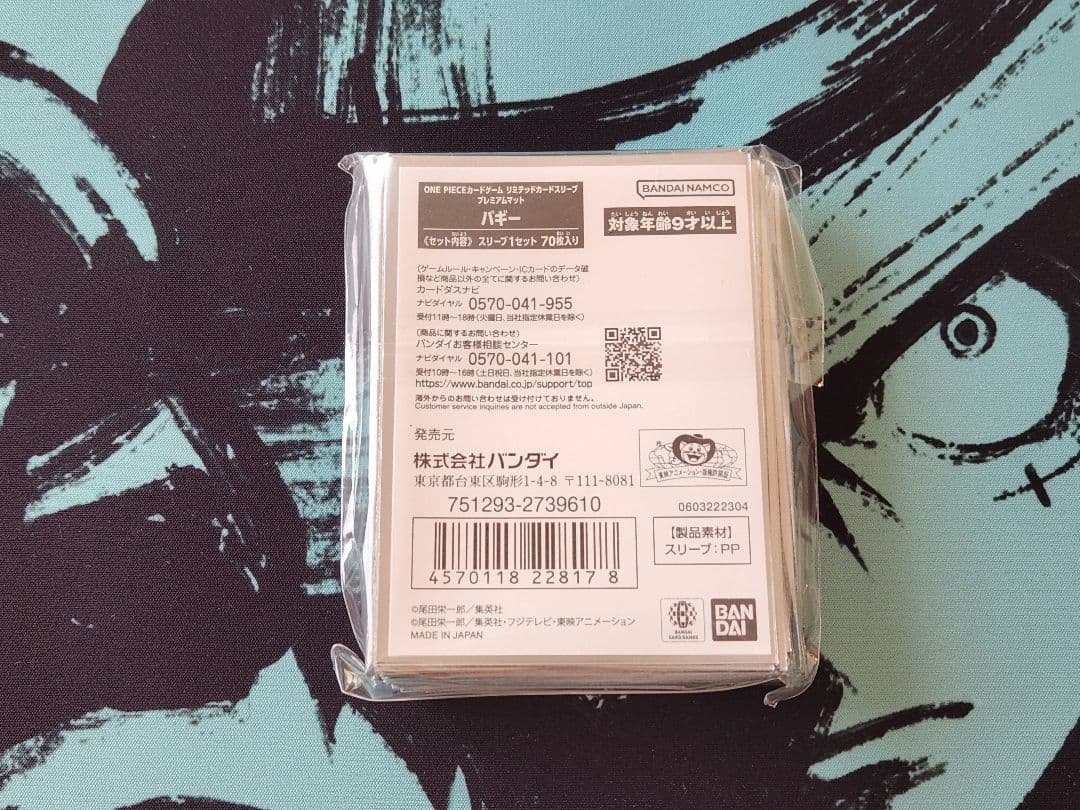 ONE PIECEカードゲーム リミテッドカードスリーブ
プレミアムマット
バギー
《セット内容》 スリーブ1セット 70枚入り
BANDAI NAMCO
対象年齢9才以上
(ゲームルール・キャンペーン・ICカードのデータ破
損など商品以外の全てに関するお問い合わせ)
カードダスナビ
ナビダイヤル 0570-041-955
受付11時~18時(火曜日、当社指定休業日を除く)
(商品に関するお問い合わせ)
バンダイお客様相談センター
ナビダイヤル 0570-041-101
受付10時~16時(土日祝日、当社指定休業日を除く)
https://www.bandai.co.jp/support/top
海外からのお問い合わせは受け付けておりません。
Customer service inquiries are not accepted from outside Japan.
発売元
株式会社バンダイ
東京都台東区駒形1-4-8 〒111-8081
東映アニメーション・版権許諾証
751293-2739610
0603222304
4570118 22817 8
【製品素材】
スリーブ:PP
©尾田栄一郎/集英社
©尾田栄一郎/集英社・フジテレビ・東映アニメーション
MADE IN JAPAN
BANDAI
CARD GAMES
BAN
DAI